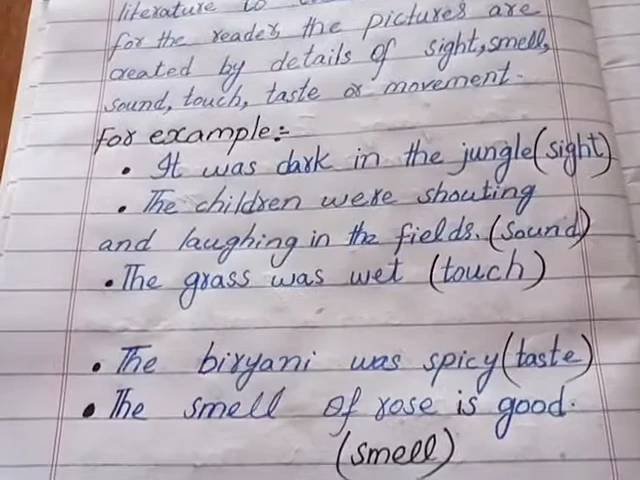 literature to
for the reader, the pictures are
created by details of sight, smell,
sound, touch, taste or movement.
For example:-
• It was dark in the jungle (sight)
• The children were shouting
and laughing in the fields. (sound)
• The grass was wet (touch)
• The biryani was spicy (taste)
• The smell of rose is good.
(smell)